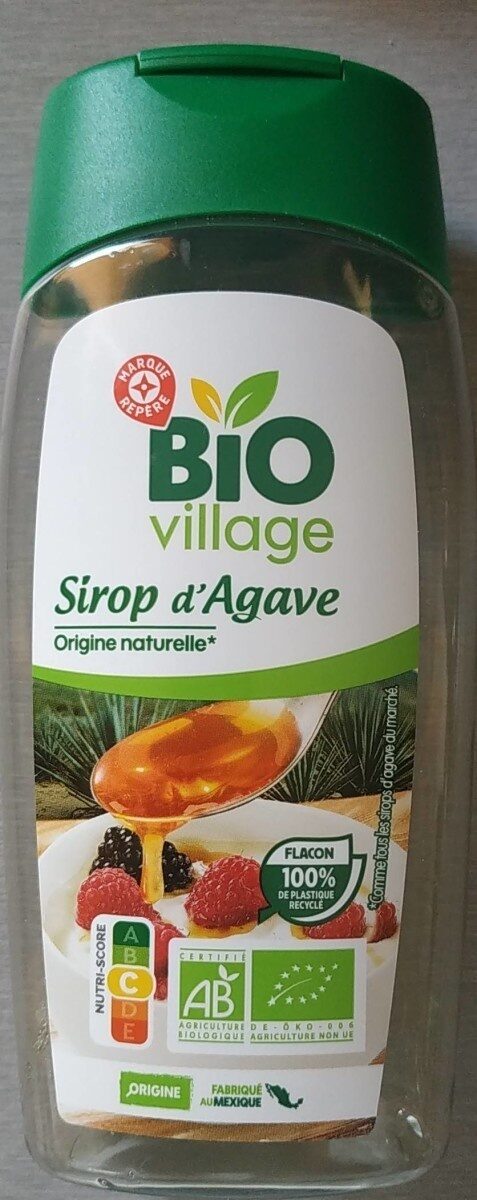 MARQUE
REPÈRE
BiO
village
Sirop d'Agave
Origine naturelle*
*Comme tous les sirops d'agave du marché.
FLACON
100%
DE PLASTIQUE
RECYCLÉ
NUTRI-SCORE
A
B
C
D
E
CERTIFIÉ
AB
AGRICULTURE
BIOLOGIQUE
DE-ÖKO-006
AGRICULTURE NON UE
ORIGINE
FABRIQUÉ
AU MEXIQUE